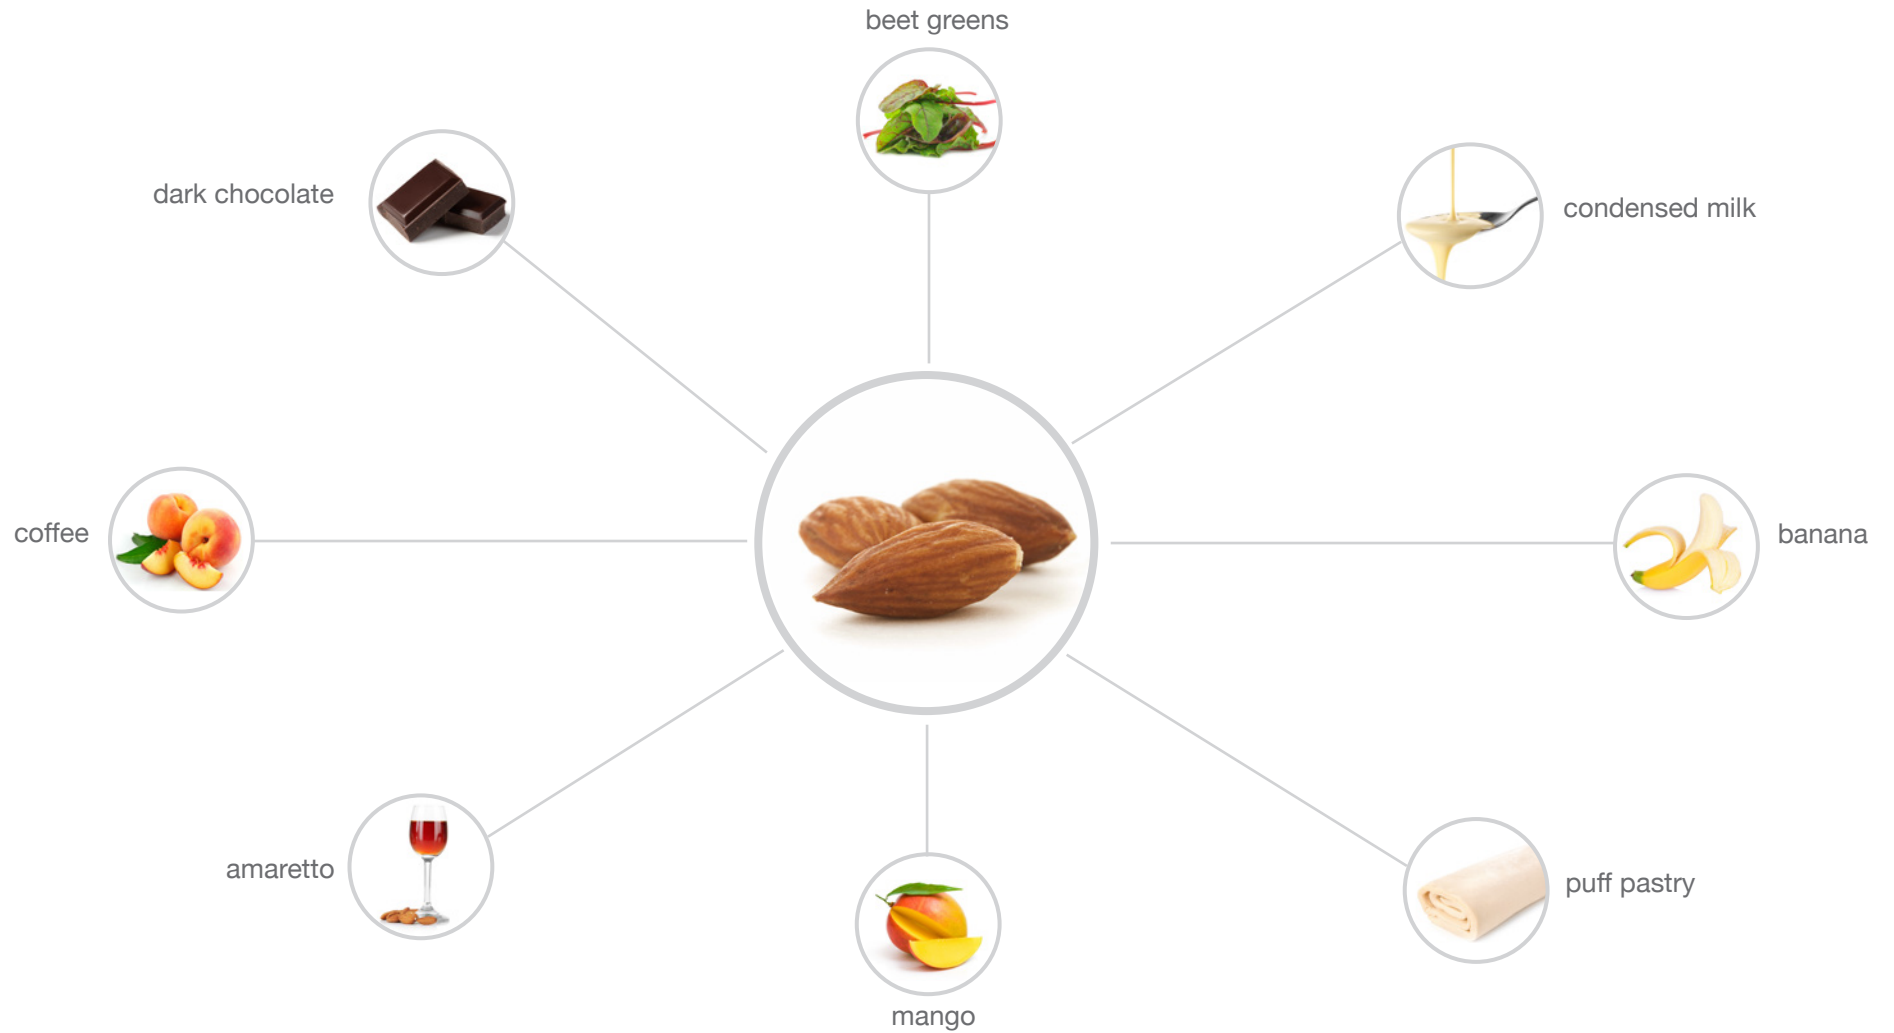 beet greens
dark chocolate
condensed milk
coffee
banana
amaretto
puff pastry
mango